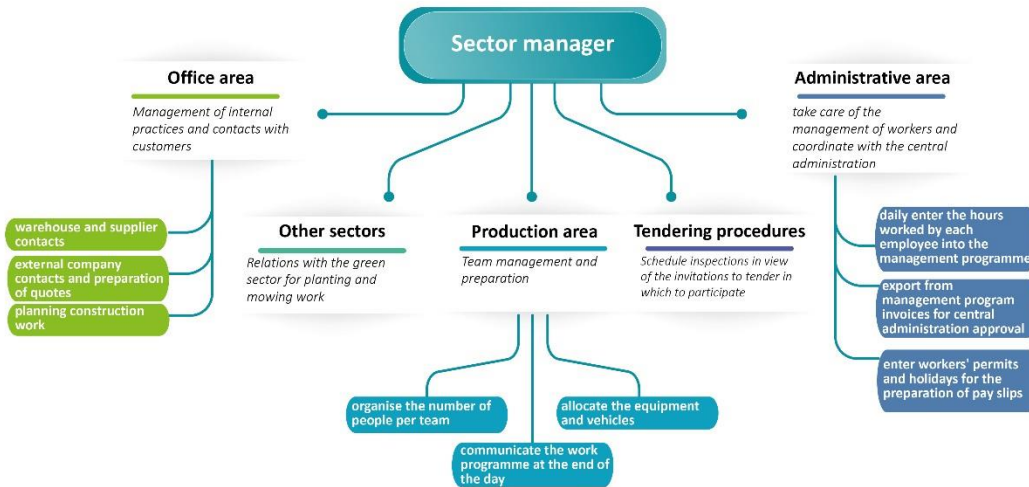 Sector manager
Office area
Management of internal
practices and contacts with
customers
warehouse and supplier
contacts
external company
contacts and preparation
of quotes
planning construction
work
Other sectors
Relations with the green
sector for planting and
mowing work
Production area
Team management and
preparation
organise the number of
people per team
communicate the work
programme at the end of
the day
allocate the equipment
and vehicles
Tendering procedures
Schedule inspections in view
of the invitations to tender in
which to participate
Administrative area
take care of the
management of workers and
coordinate with the central
administration
daily enter the hours
worked by each
employee into the
management programme
export from
management program
invoices for central
administration approval
enter workers' permits
and holidays for the
preparation of pay slips